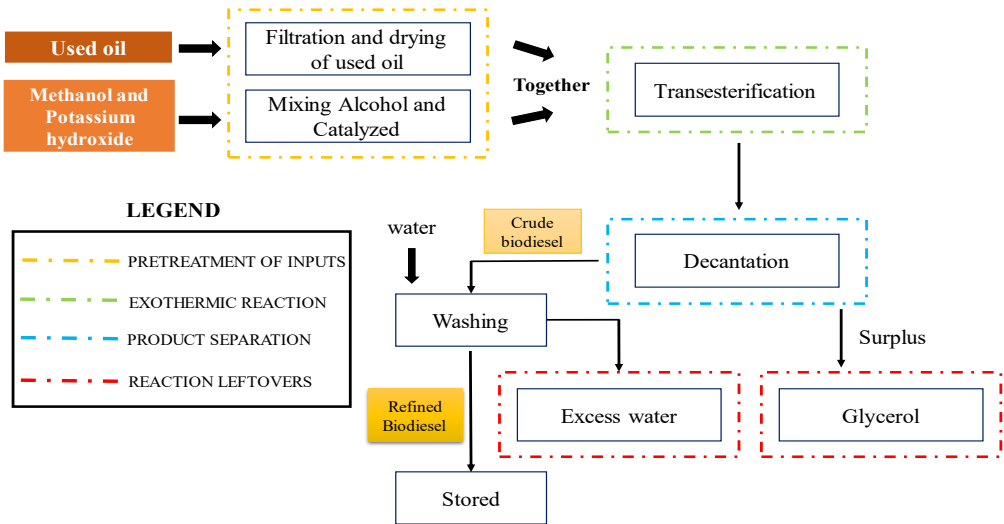 Used oil
Methanol and
Potassium
hydroxide
Filtration and drying
of used oil
Mixing Alcohol and
Catalyzed
Together
Transesterification
LEGEND
PRETREATMENT OF INPUTS
EXOTHERMIC REACTION
PRODUCT SEPARATION
REACTION LEFTOVERS
water
Crude
biodiesel
Decantation
Washing
Surplus
Refined
Biodiesel
Excess water
Glycerol
Stored